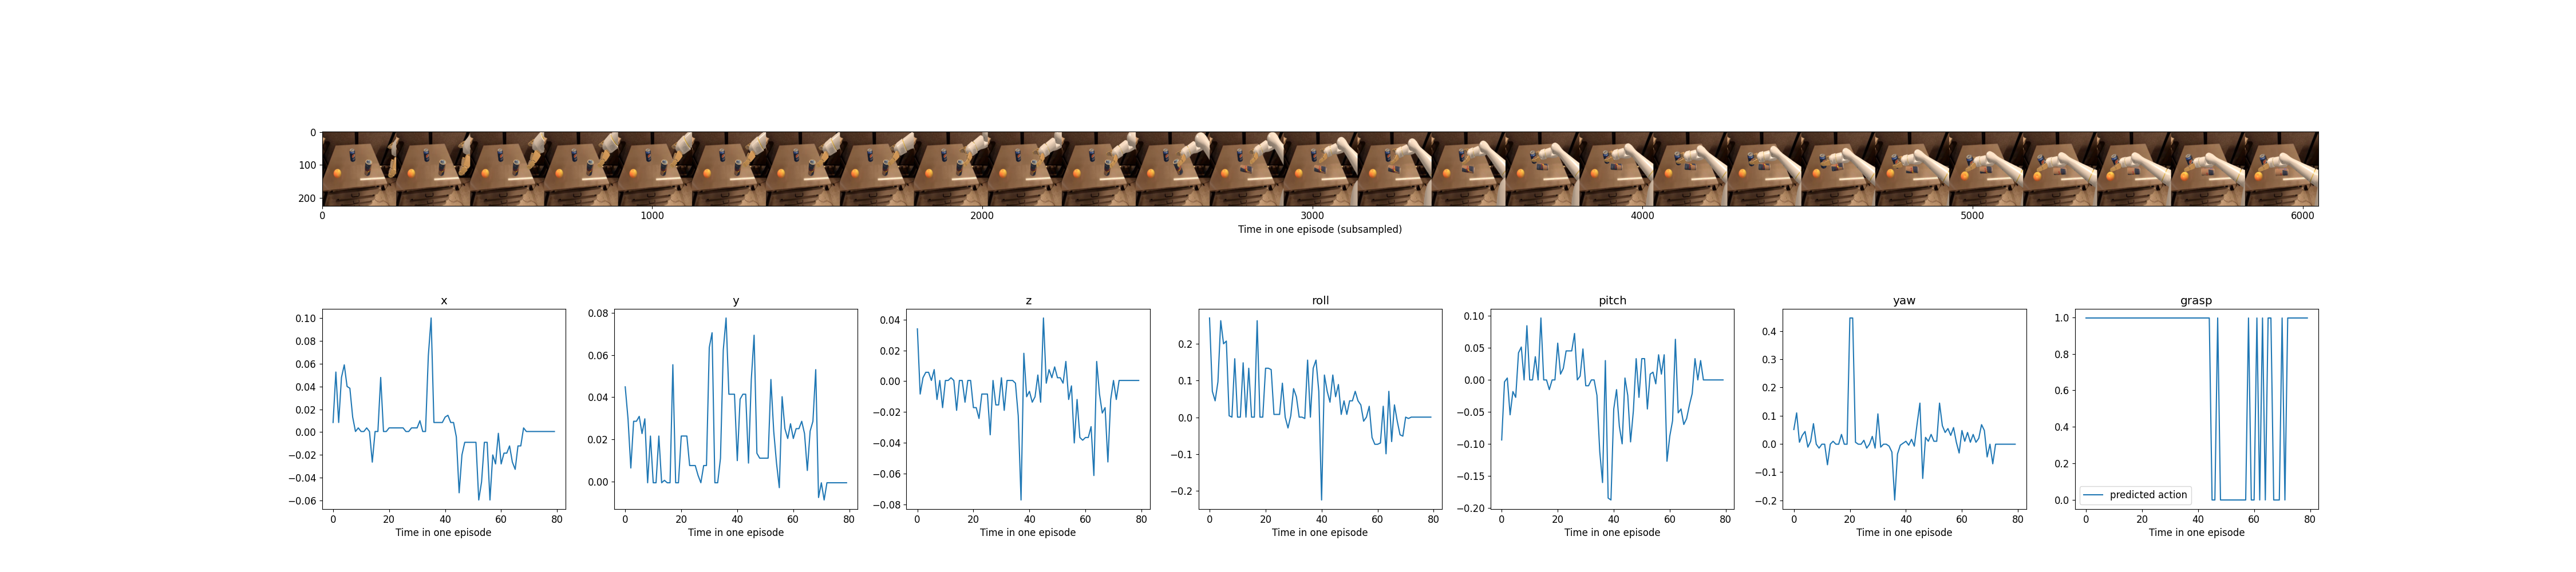 0
100
200
0 1000 2000 3000 4000 5000 6000
Time in one episode (subsampled)
x
0.10
0.08
0.06
0.04
0.02
0.00
−0.02
−0.04
−0.06
0 20 40 60 80
Time in one episode
y
0.08
0.06
0.04
0.02
0.00
0 20 40 60 80
Time in one episode
z
0.04
0.02
0.00
−0.02
−0.04
−0.06
−0.08
0 20 40 60 80
Time in one episode
roll
0.2
0.1
0.0
−0.1
−0.2
0 20 40 60 80
Time in one episode
pitch
0.10
0.05
0.00
−0.05
−0.10
−0.15
−0.20
0 20 40 60 80
Time in one episode
yaw
0.4
0.3
0.2
0.1
0.0
−0.1
−0.2
0 20 40 60 80
Time in one episode
grasp
1.0
0.8
0.6
0.4
0.2
0.0
predicted action
0 20 40 60 80
Time in one episode